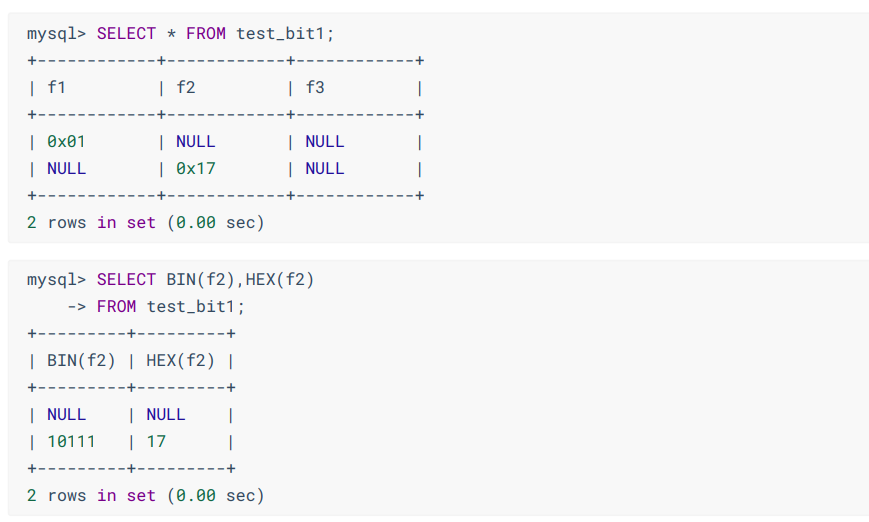 mysql> SELECT * FROM test_bit1;
+------------+------------+------------+
| f1         | f2         | f3         |
+------------+------------+------------+
| 0x01       | NULL       | NULL       |
| NULL       | 0x17       | NULL       |
+------------+------------+------------+
2 rows in set (0.00 sec)
mysql> SELECT BIN(f2),HEX(f2)
    -> FROM test_bit1;
+---------+---------+
| BIN(f2) | HEX(f2) |
+---------+---------+
| NULL    | NULL    |
| 10111   | 17      |
+---------+---------+
2 rows in set (0.00 sec)